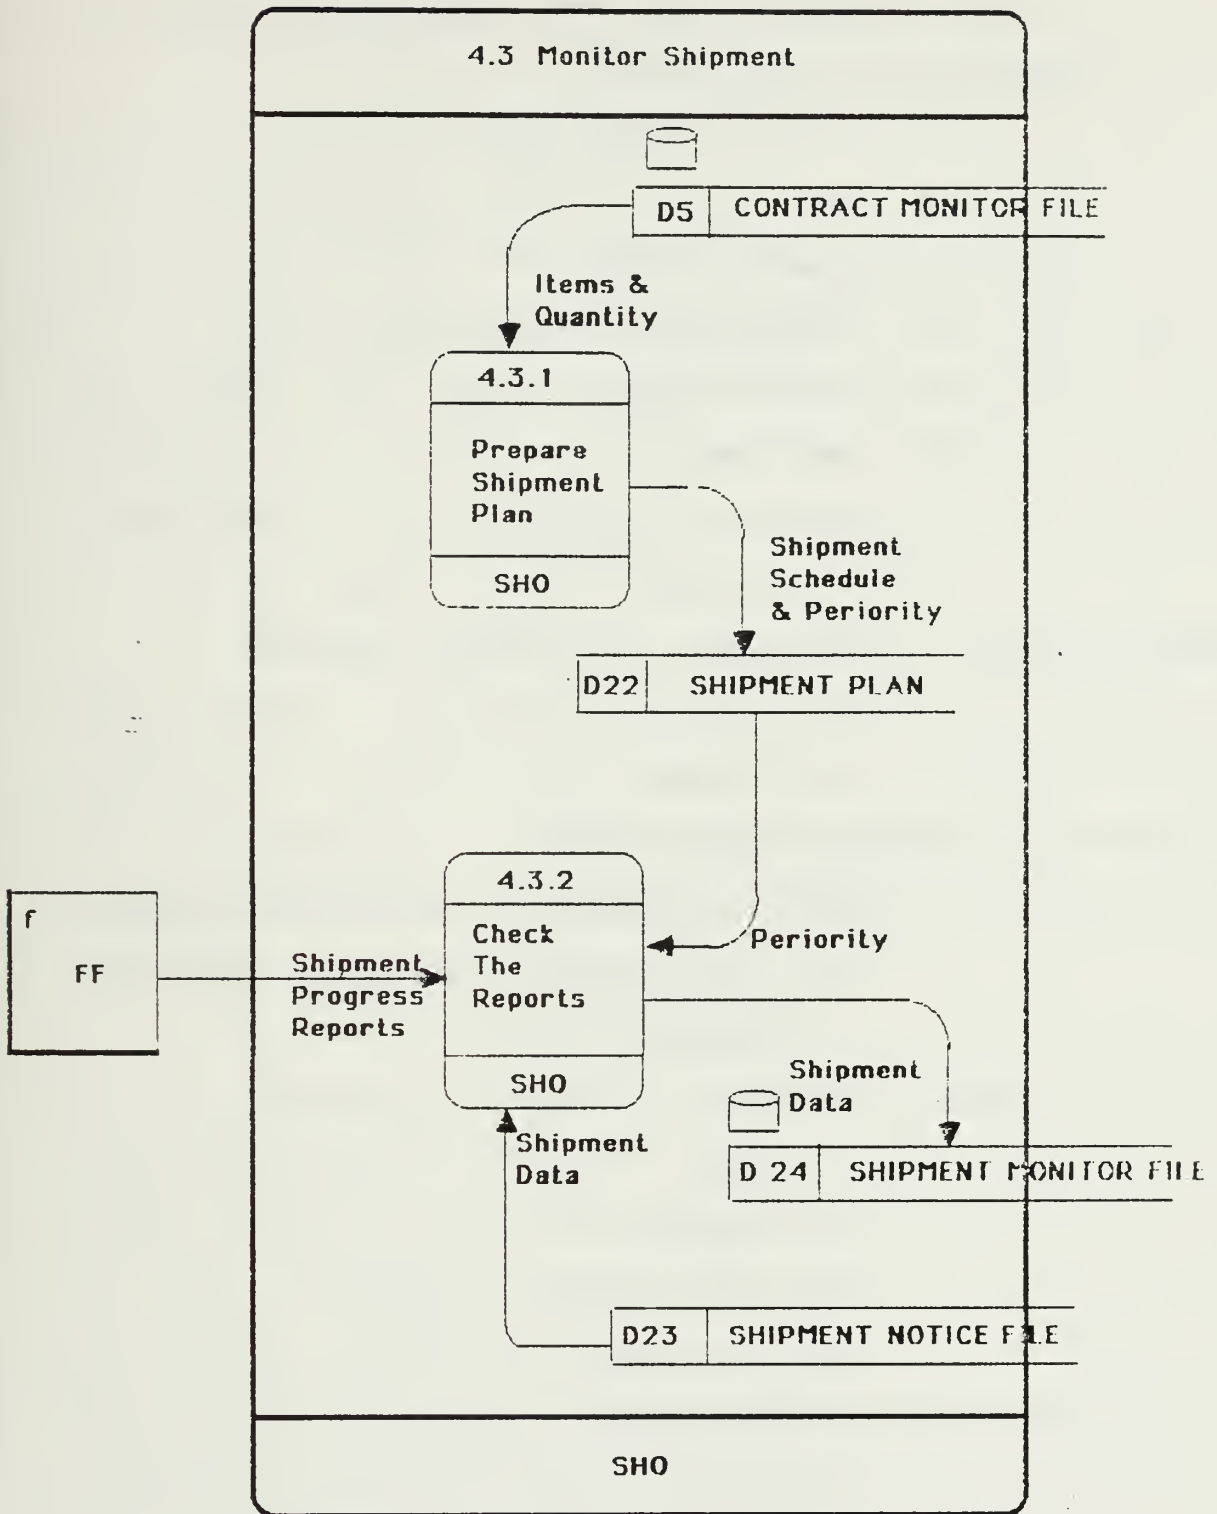 4.3 Monitor Shipment
D5 CONTRACT MONITOR FILE
Items &
Quantity
4.3.1
Prepare
Shipment
Plan
SHO
Shipment
Schedule
& Periority
D22 SHIPMENT PLAN
f
FF
Shipment
Progress
Reports
4.3.2
Check
The
Reports
SHO
Periority
Shipment
Data
Shipment
Data
D 24 SHIPMENT MONITOR FILE
D23 SHIPMENT NOTICE FILE
SHO